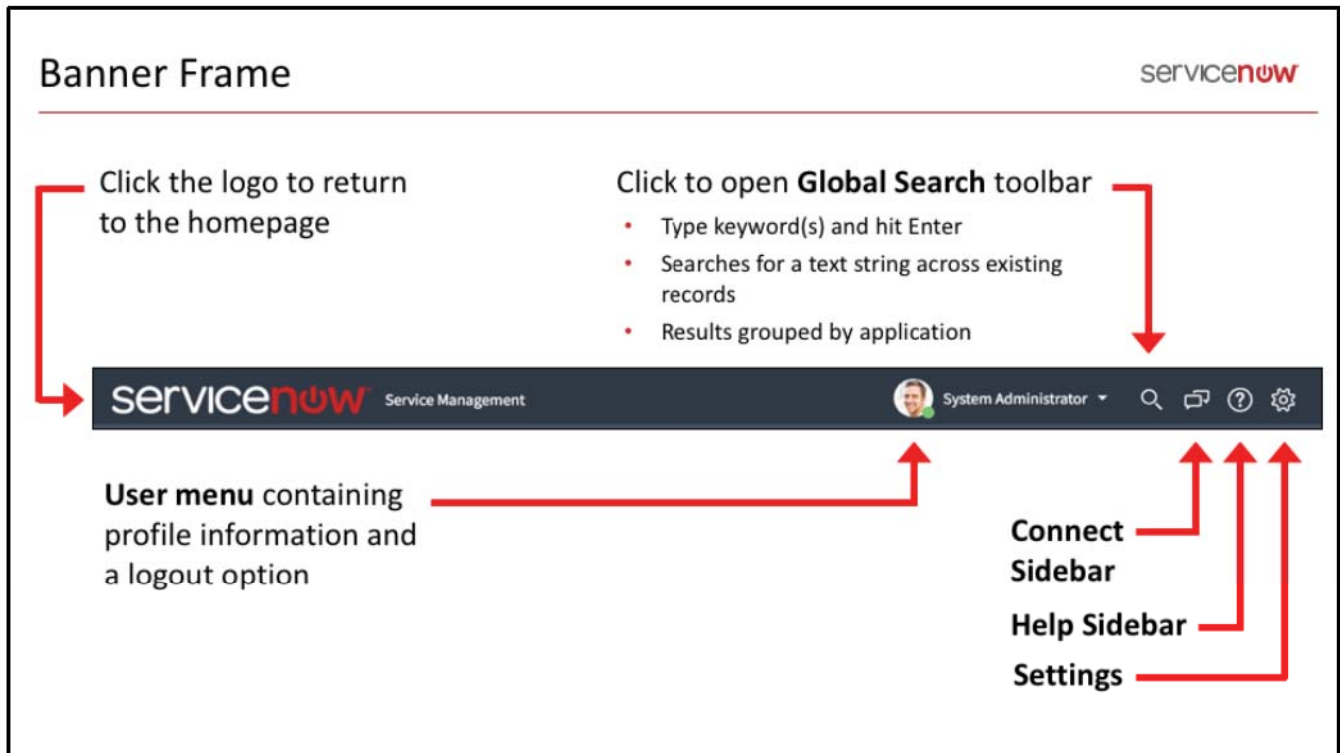 Banner Frame
servicenow
Click the logo to return
to the homepage
Click to open Global Search toolbar
• Type keyword(s) and hit Enter
• Searches for a text string across existing
records
• Results grouped by application
servicenow Service Management
System Administrator
User menu containing
profile information and
a logout option
Connect
Sidebar
Help Sidebar
Settings